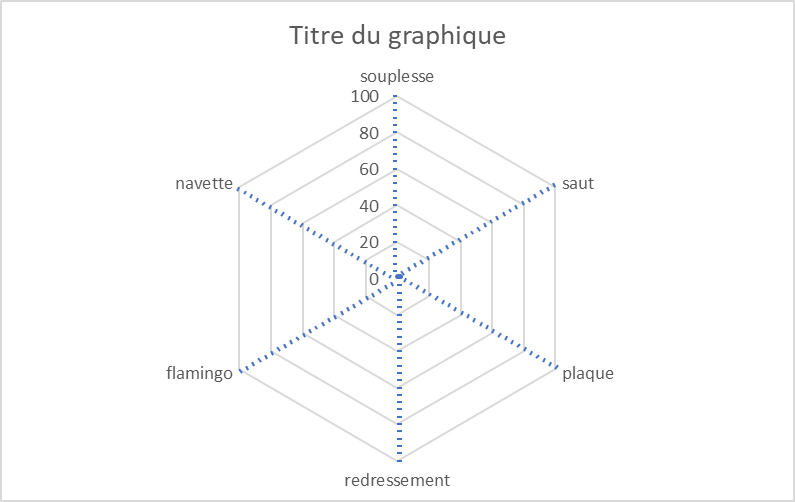 Titre du graphique
souplesse
100
80
60
40
20
0
navette
saut
flamingo
plaque
redressement